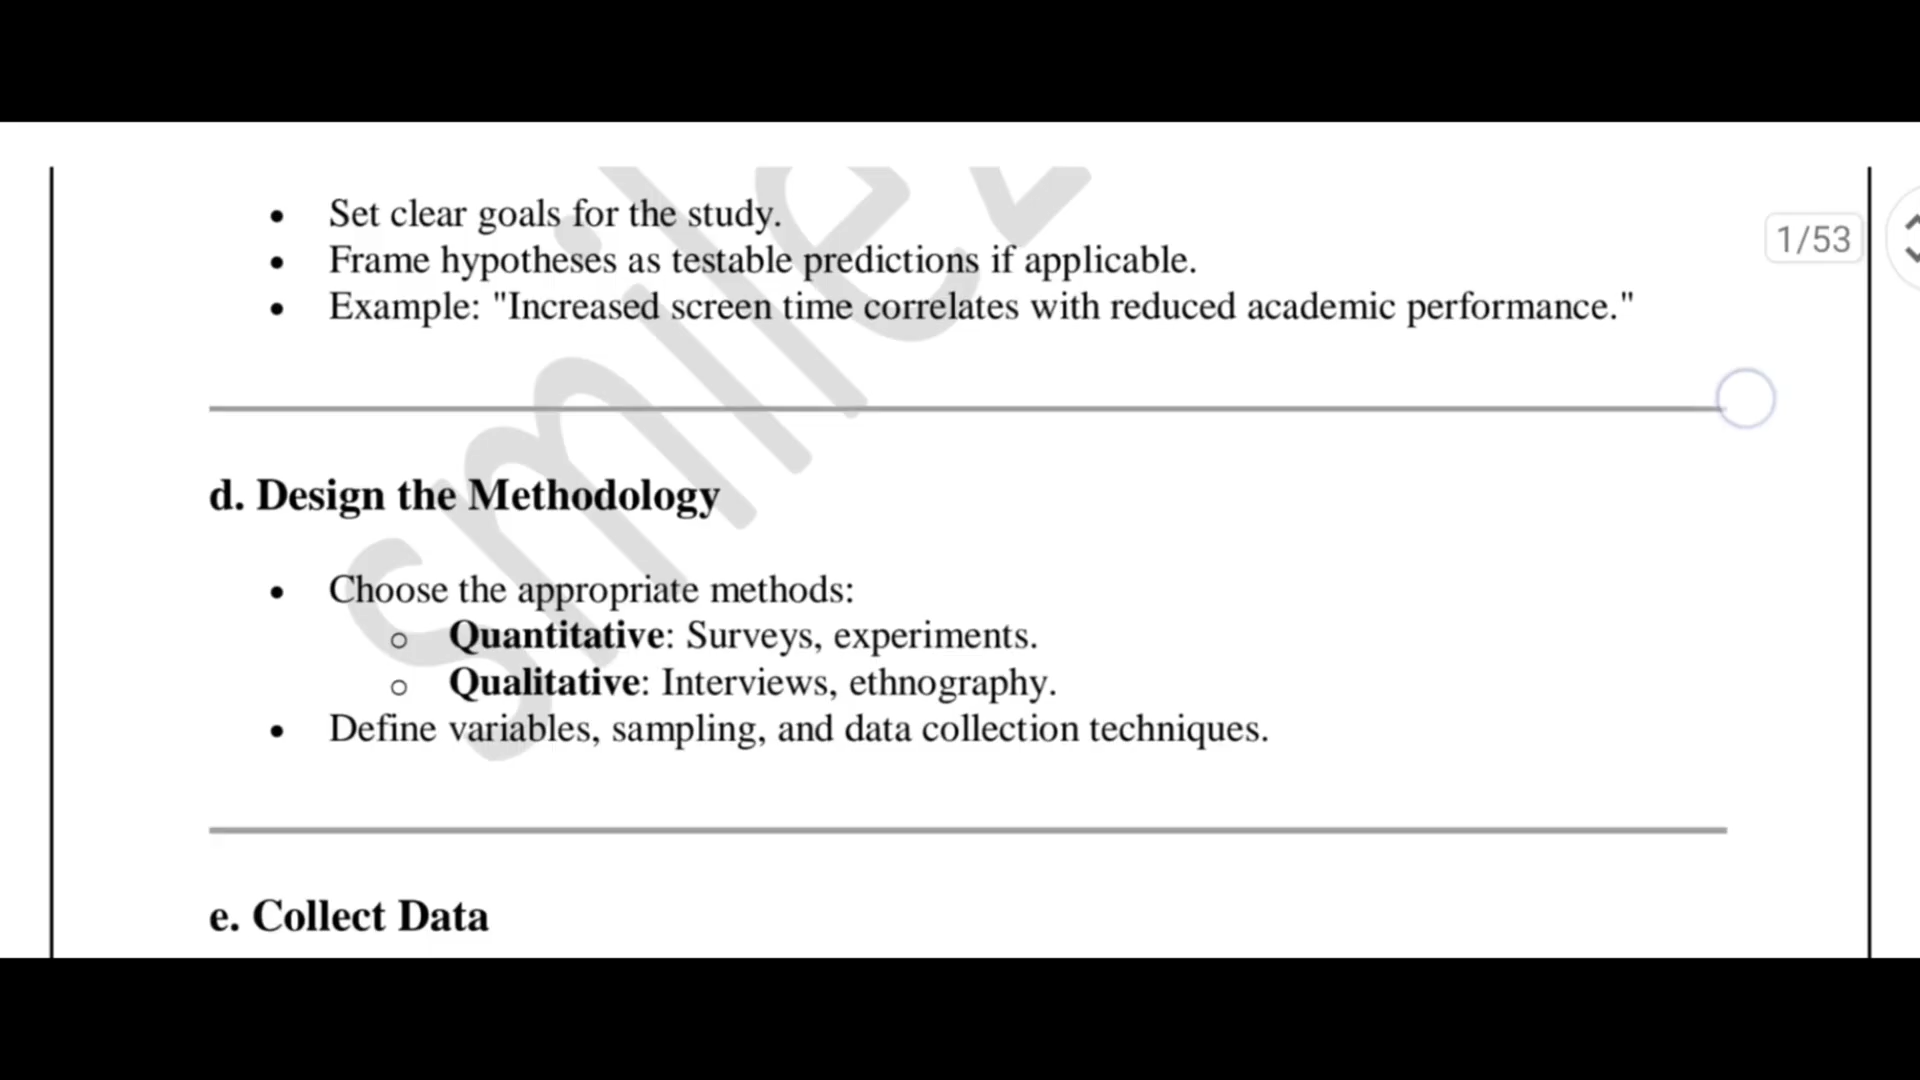 Set clear goals for the study.
Frame hypotheses as testable predictions if applicable.
Example: "Increased screen time correlates with reduced academic performance."
1/53
d. Design the Methodology
Choose the appropriate methods:
Quantitative: Surveys, experiments.
Qualitative: Interviews, ethnography.
Define variables, sampling, and data collection techniques.
e. Collect Data